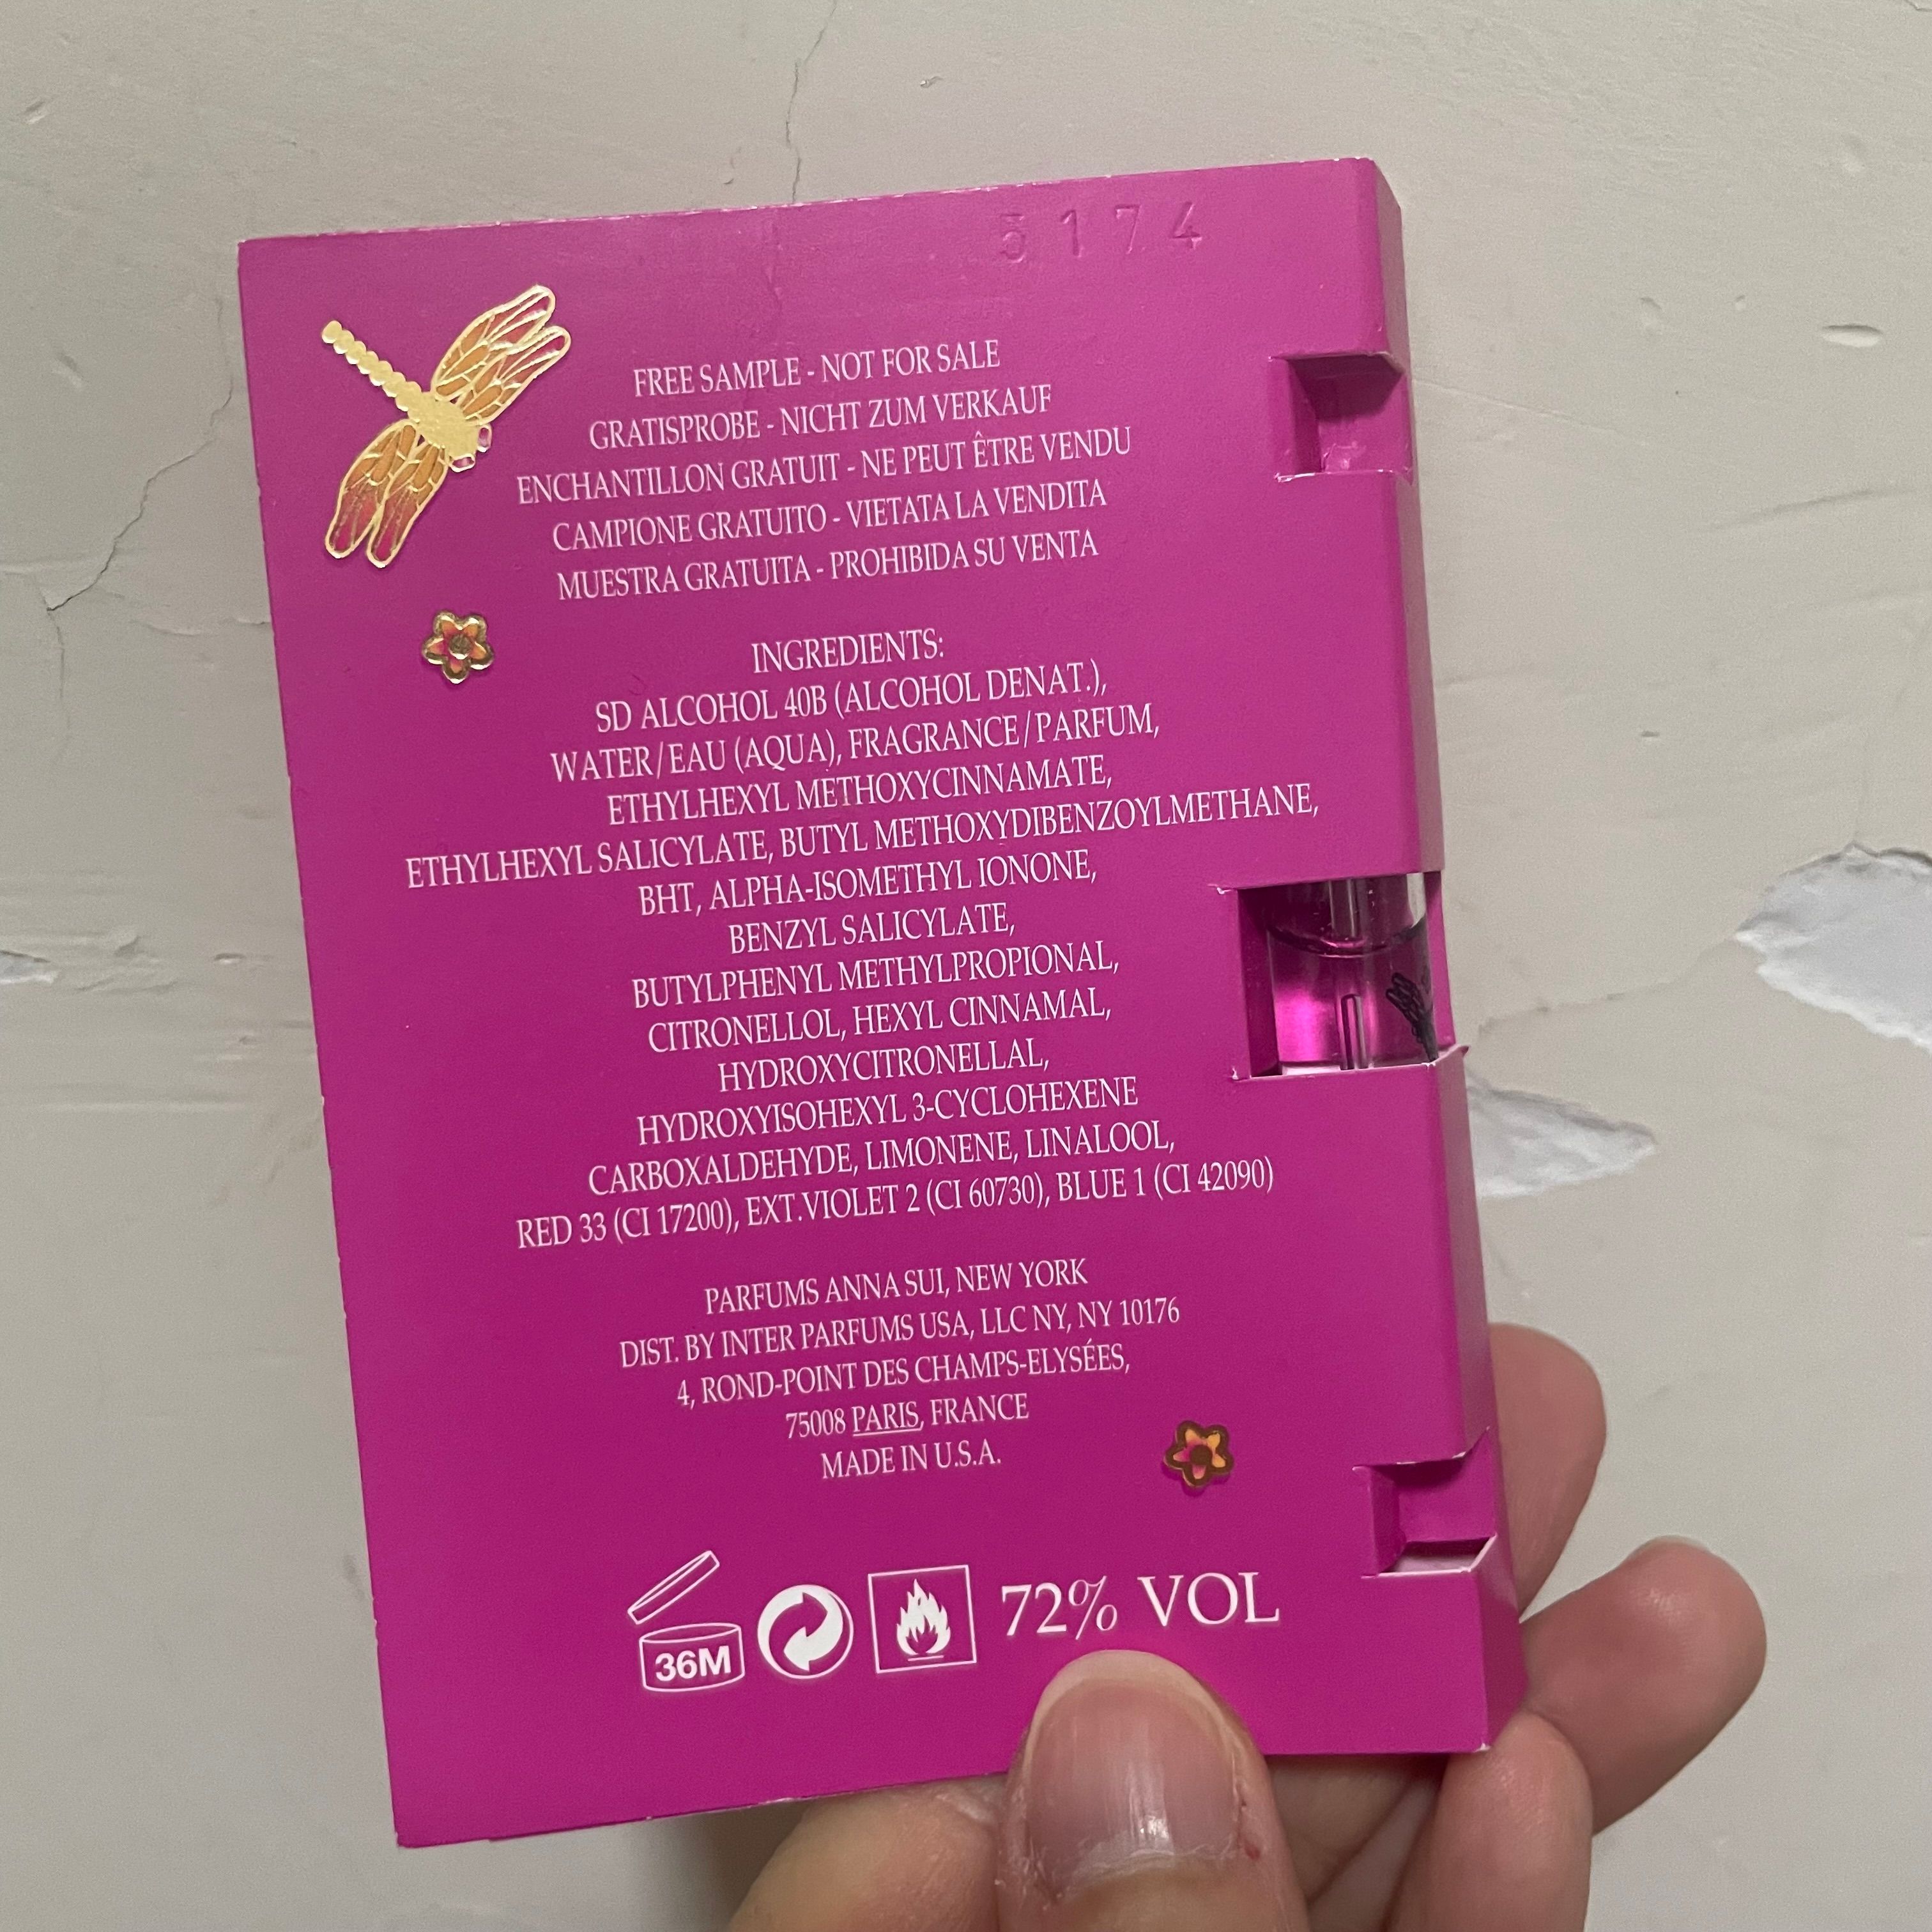 5174
FREE SAMPLE - NOT FOR SALE
GRATISPROBE - NICHT ZUM VERKAUF
ENCHANTILLON GRATUIT - NE PEUT ÊTRE VENDU
CAMPIONE GRATUITO - VIETATA LA VENDITA
MUESTRA GRATUITA - PROHIBIDA SU VENTA
INGREDIENTS:
SD ALCOHOL 40B (ALCOHOL DENAT.),
WATER/EAU (AQUA), FRAGRANCE/PARFUM,
ETHYLHEXYL METHOXYCINNAMATE,
ETHYLHEXYL SALICYLATE, BUTYL METHOXYDIBENZOYLMETHANE,
BHT, ALPHA-ISOMETHYL IONONE,
BENZYL SALICYLATE,
BUTYLPHENYL METHYLPROPIONAL,
CITRONELLOL, HEXYL CINNAMAL,
HYDROXYCITRONELLAL,
HYDROXYISOHEXYL 3-CYCLOHEXENE
CARBOXALDEHYDE, LIMONENE, LINALOOL,
RED 33 (CI 17200), EXT.VIOLET 2 (CI 60730), BLUE 1 (CI 42090)
PARFUMS ANNA SUI, NEW YORK
DIST. BY INTER PARFUMS USA, LLC NY, NY 10176
4, ROND-POINT DES CHAMPS-ELYSÉES,
75008 PARIS, FRANCE
MADE IN U.S.A.
36M 72% VOL